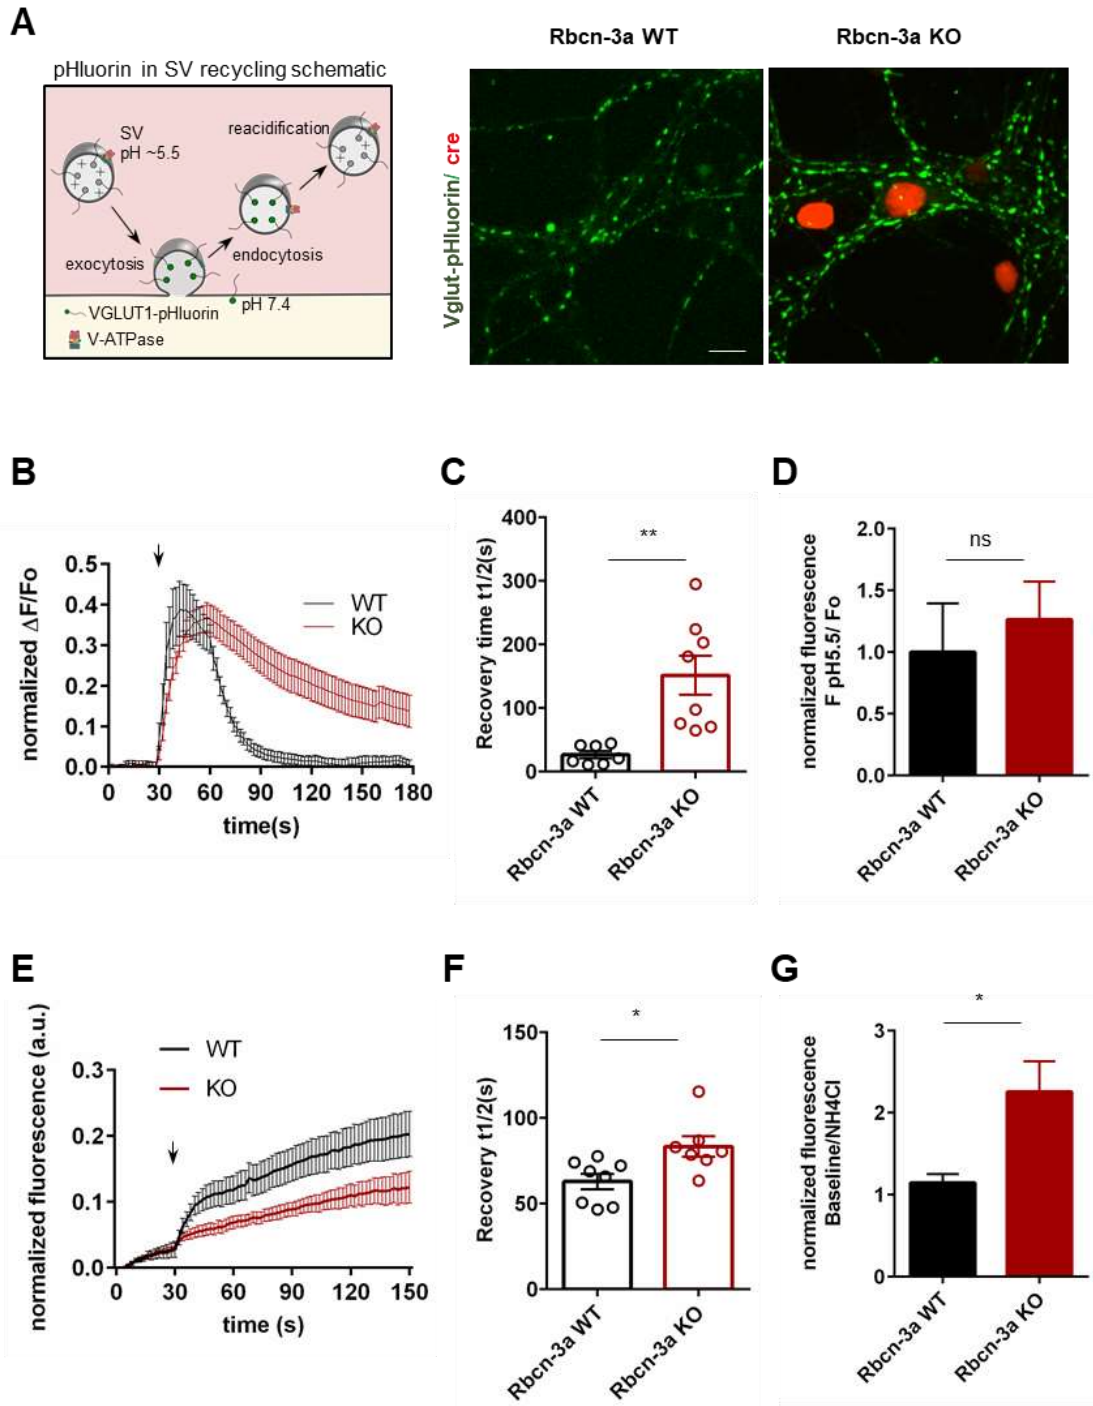 A
Rbcn-3a WT
Rbcn-3a KO
pHluorin in SV recycling schematic
SV
pH ~5.5
reacidification
exocytosis
endocytosis
pH 7.4
VGLUT1-pHluorin
V-ATPase
Vglut-pHluorin/ cre
B
normalized ΔF/Fo
0.5
0.4
0.3
0.2
0.1
0.0
WT
KO
0 30 60 90 120 150 180
time(s)
C
Recovery time t1/2(s)
400
300
200
100
0
**
Rbcn-3a WT
Rbcn-3a KO
D
normalized fluorescence
F pH5.5/ Fo
2.0
1.5
1.0
0.5
0.0
ns
Rbcn-3a WT
Rbcn-3a KO
E
normalized fluorescence (a.u.)
WT
KO
0.3
0.2
0.1
0.0
0 30 60 90 120 150
time (s)
F
Recovery t1/2(s)
150
100
50
0
*
Rbcn-3a WT
Rbcn-3a KO
G
normalized fluorescence
Baseline/NH4Cl
3
2
1
0
*
Rbcn-3a WT
Rbcn-3a KO